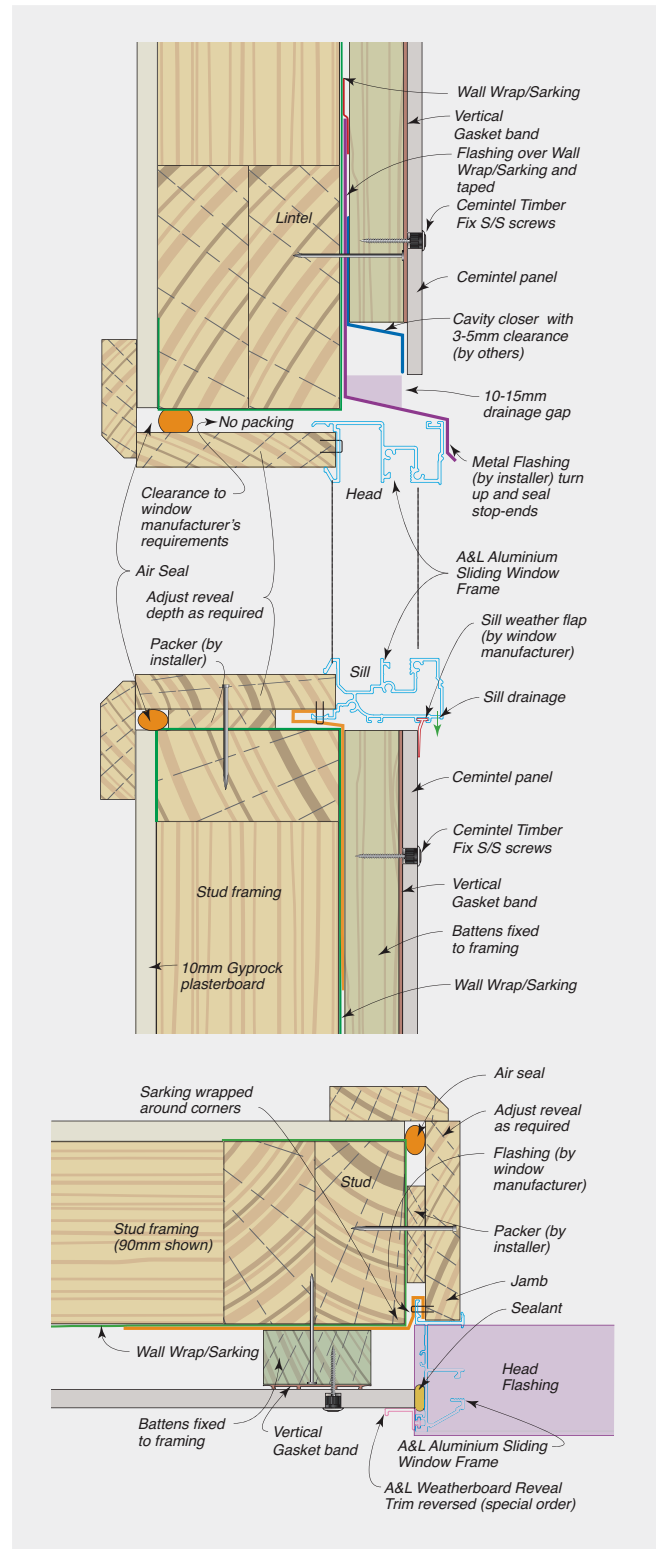 Wall Wrap/Sarking
Vertical
Gasket band
Flashing over Wall
Wrap/Sarking and
taped
Lintel
Cemintel Timber
Fix S/S screws
Cemintel panel
Cavity closer with
3-5mm clearance
(by others)
10-15mm
drainage gap
No packing
Metal Flashing
(by installer) turn
up and seal
stop-ends
Head
Clearance to
window
manufacturer's
requirements
Air Seal
A&L Aluminium
Sliding Window
Frame
Adjust reveal
depth as required
Sill weather flap
(by window
manufacturer)
Packer (by
installer)
Sill
Sill drainage
Cemintel panel
Cemintel Timber
Fix S/S screws
Stud framing
Vertical
Gasket band
Battens fixed
to framing
10mm Gyprock
plasterboard
Wall Wrap/Sarking
Air seal
Sarking wrapped
around corners
Adjust reveal
as required
Flashing (by
window
manufacturer)
Stud
Stud framing
(90mm shown)
Packer (by
installer)
Jamb
Sealant
Wall Wrap/Sarking
Head
Flashing
Battens fixed
to framing
Vertical
Gasket band
A&L Aluminium Sliding
Window Frame
A&L Weatherboard Reveal
Trim reversed (special order)